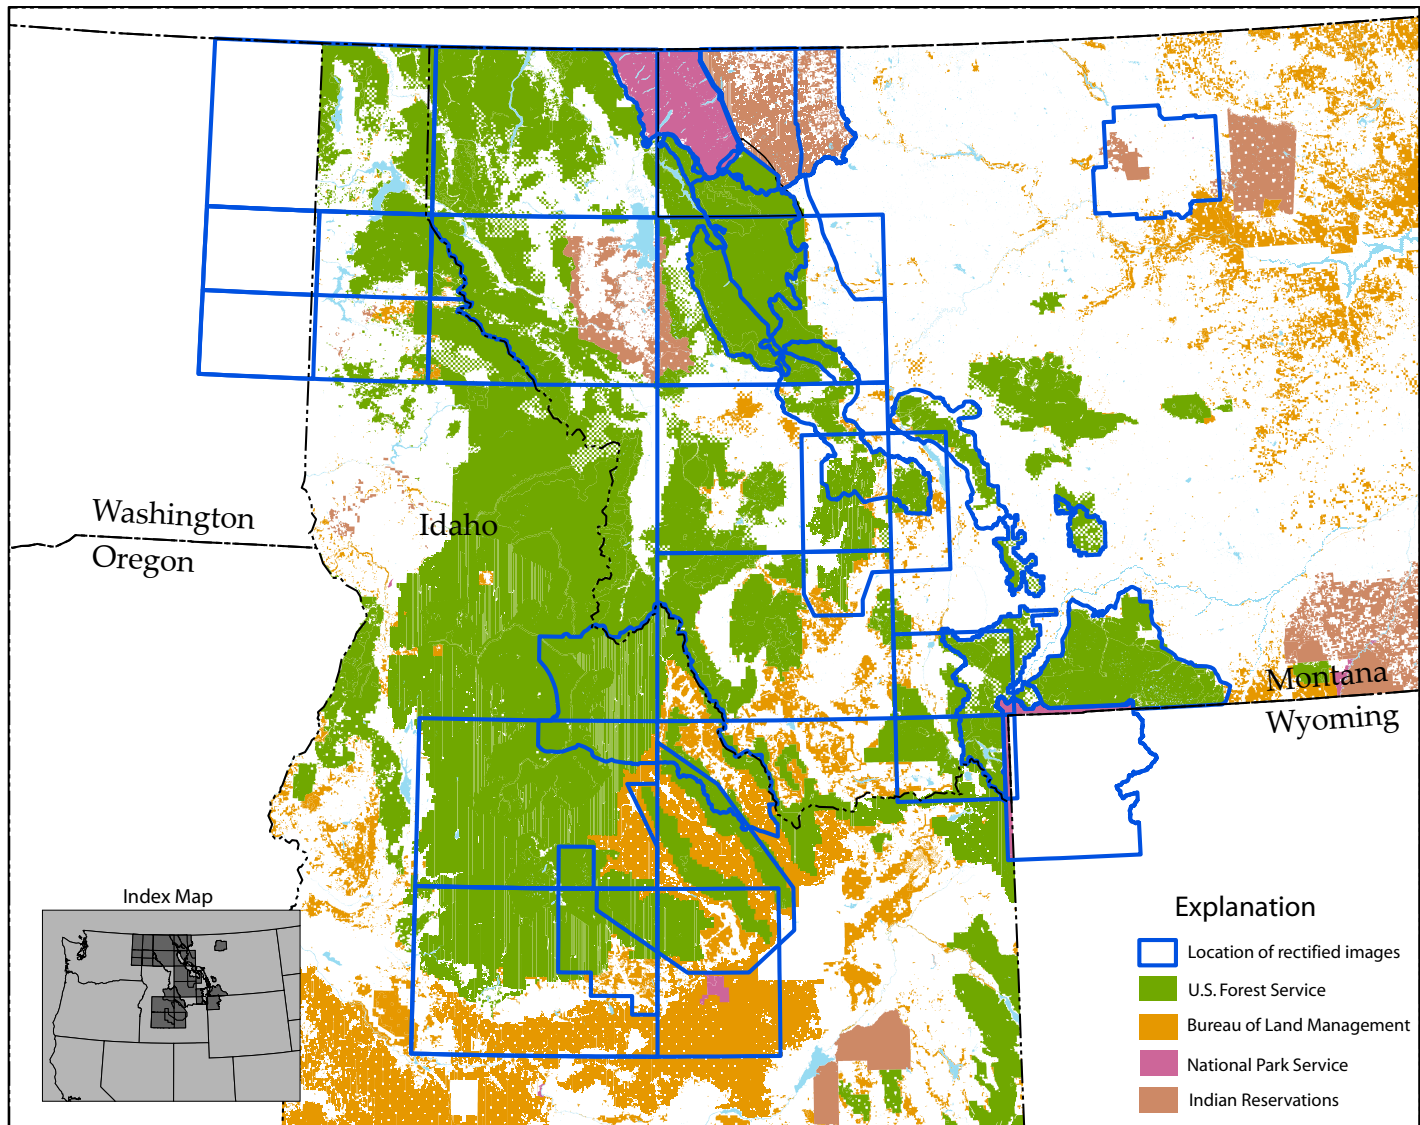 Washington
Oregon
Idaho
Montana
Wyoming
Index Map
Explanation
Location of rectified images
U.S. Forest Service
Bureau of Land Management
National Park Service
Indian Reservations